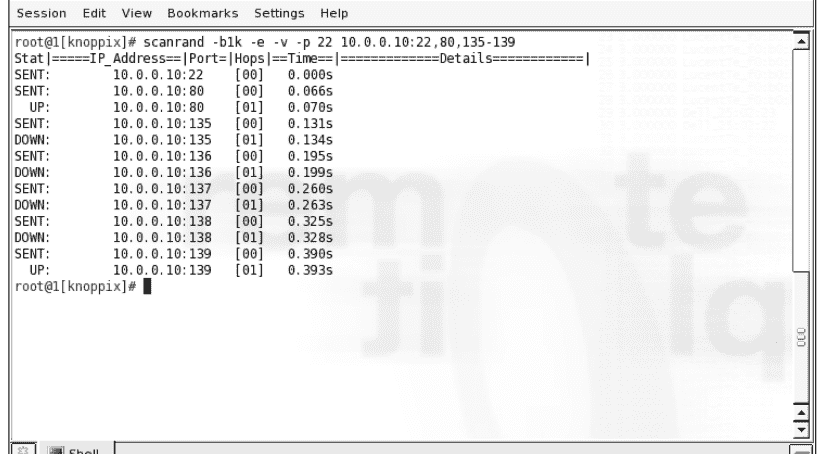 Session Edit View Bookmarks Settings Help
root@1[knoppix]# scanrand -b1k -e -v -p 22 10.0.0.10:22,80,135-139
Stat|=====IP_Address==|Port=|Hops|==Time==|=============Details============|
SENT: 10.0.0.10:22 [00] 0.000s
SENT: 10.0.0.10:80 [00] 0.066s
UP: 10.0.0.10:80 [01] 0.070s
SENT: 10.0.0.10:135 [00] 0.131s
DOWN: 10.0.0.10:135 [01] 0.134s
SENT: 10.0.0.10:136 [00] 0.195s
DOWN: 10.0.0.10:136 [01] 0.199s
SENT: 10.0.0.10:137 [00] 0.260s
DOWN: 10.0.0.10:137 [01] 0.263s
SENT: 10.0.0.10:138 [00] 0.325s
DOWN: 10.0.0.10:138 [01] 0.328s
SENT: 10.0.0.10:139 [00] 0.390s
UP: 10.0.0.10:139 [01] 0.393s
root@1[knoppix]#
Shell